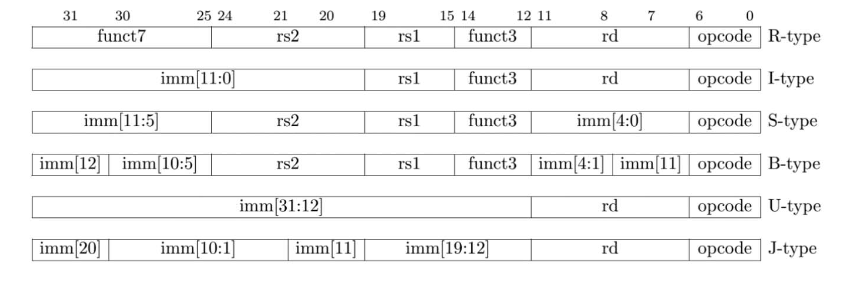 31 30 25 24 21 20 19 15 14 12 11 8 7 6 0
funct7 rs2 rs1 funct3 rd opcode R-type
imm[11:0] rs1 funct3 rd opcode I-type
imm[11:5] rs2 rs1 funct3 imm[4:0] opcode S-type
imm[12] imm[10:5] rs2 rs1 funct3 imm[4:1] imm[11] opcode B-type
imm[31:12] rd opcode U-type
imm[20] imm[10:1] imm[11] imm[19:12] rd opcode J-type